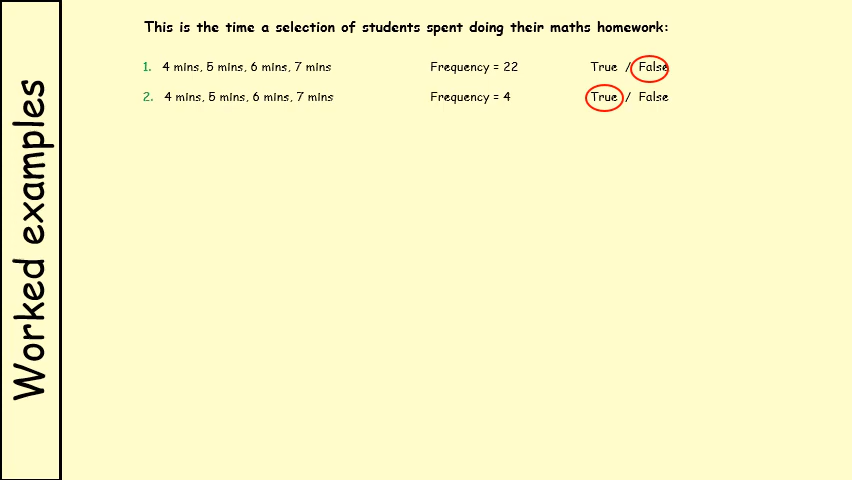 This is the time a selection of students spent doing their maths homework:
1. 4 mins, 5 mins, 6 mins, 7 mins Frequency = 22 True / False
2. 4 mins, 5 mins, 6 mins, 7 mins Frequency = 4 True / False
Worked examples